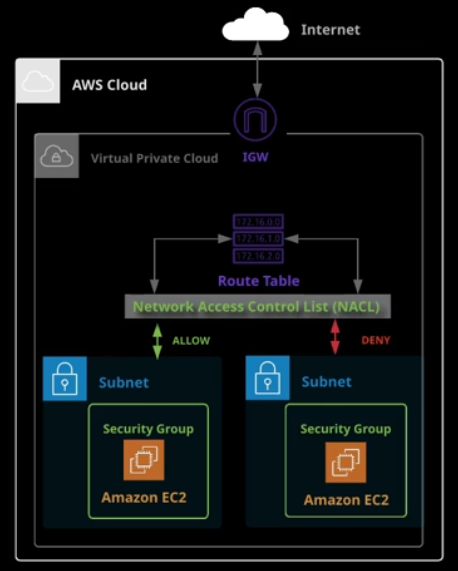 Internet
AWS Cloud
IGW
Virtual Private Cloud
172.16.0.0
172.16.1.0
172.16.2.0
Route Table
Network Access Control List (NACL)
ALLOW
DENY
Subnet
Subnet
Security Group
Security Group
Amazon EC2
Amazon EC2